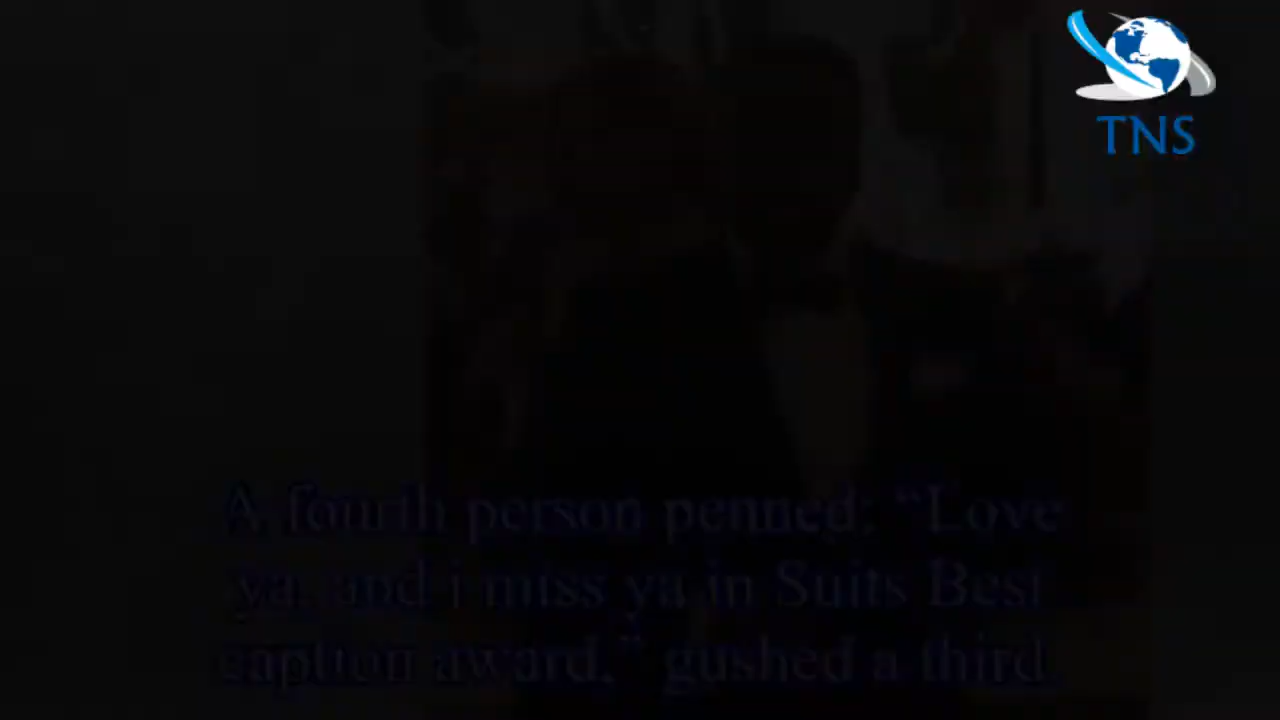 TNS
A fourth person penned: “Love
ya, and i miss ya in Suits Best
caption award,” gushed a third.